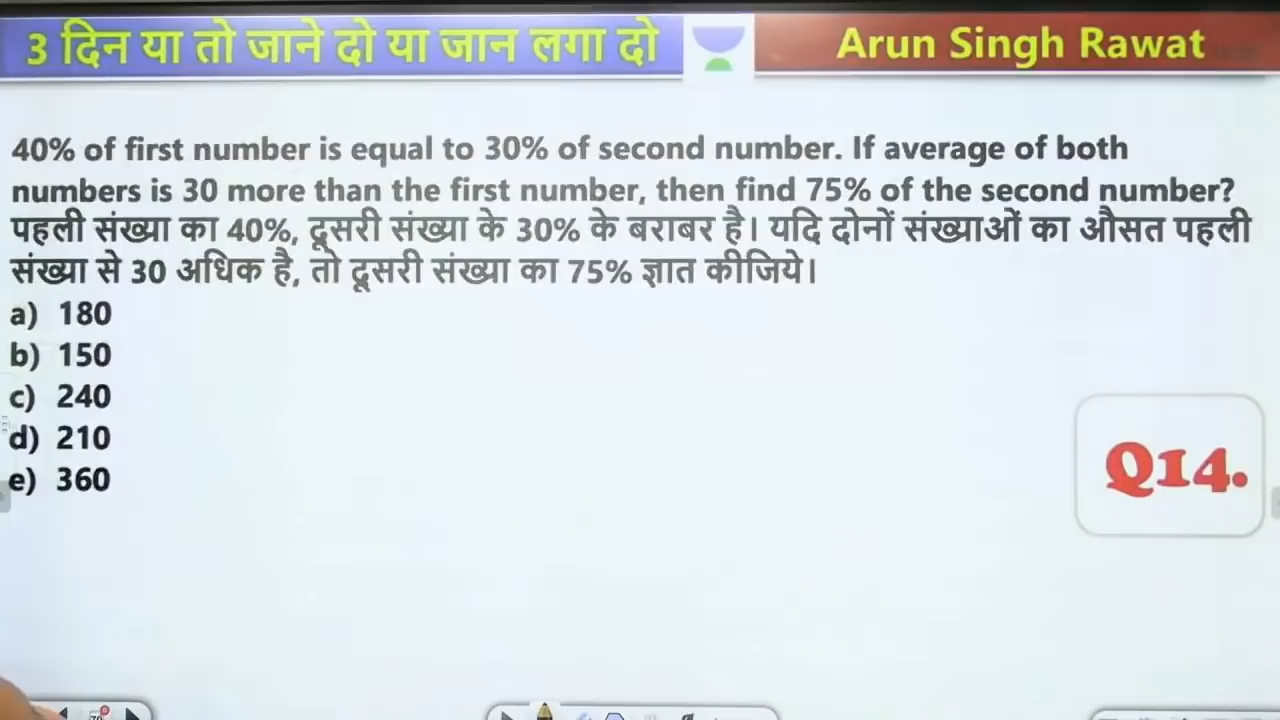 3 दिन या तो जाने दो या जान लगा दो
Arun Singh Rawat
40% of first number is equal to 30% of second number. If average of both
numbers is 30 more than the first number, then find 75% of the second number?
पहली संख्या का 40%, दूसरी संख्या के 30% के बराबर है। यदि दोनों संख्याओं का औसत पहली
संख्या से 30 अधिक है, तो दूसरी संख्या का 75% ज्ञात कीजिये।
a) 180
b) 150
c) 240
d) 210
e) 360
Q14.